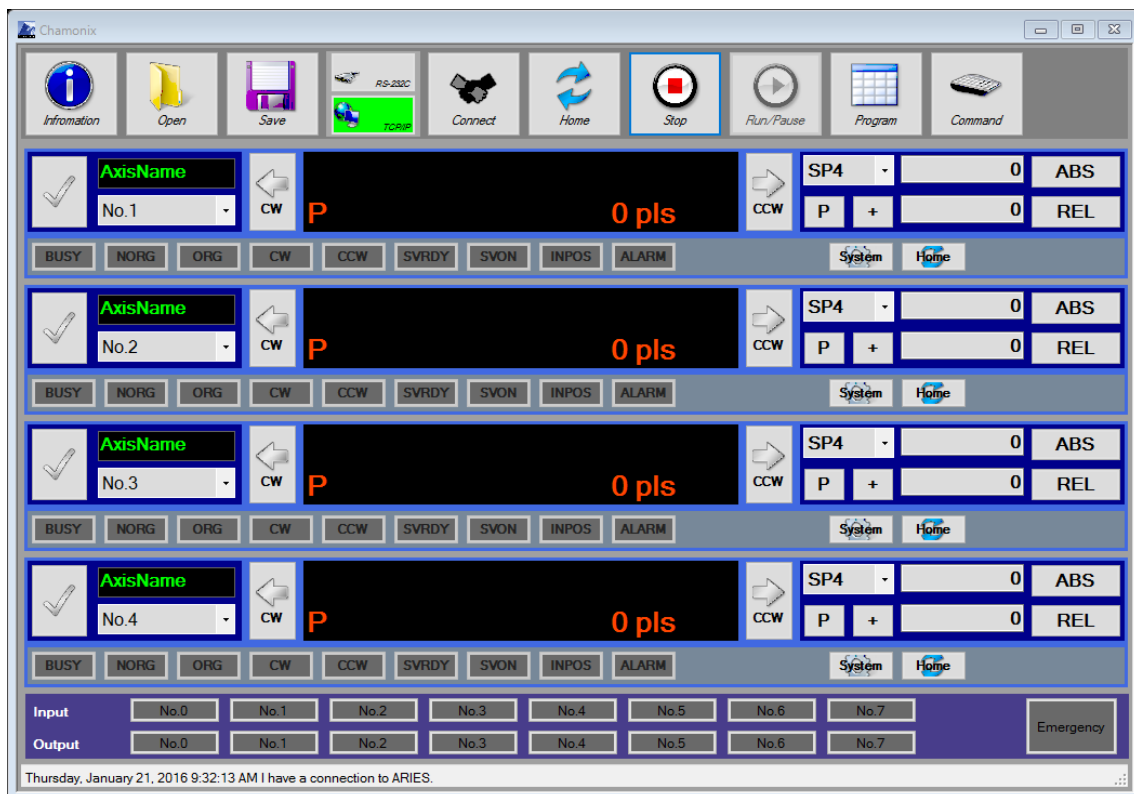 Chamonix
RS-232C
TCP/IP
Infromation Open Save Connect Home Stop Run/Pause Program Command
AxisName SP4 0 ABS
No.1 CW P 0 pls CCW P + 0 REL
BUSY NORG ORG CW CCW SVRDY SVON INPOS ALARM System Home
AxisName SP4 0 ABS
No.2 CW P 0 pls CCW P + 0 REL
BUSY NORG ORG CW CCW SVRDY SVON INPOS ALARM System Home
AxisName SP4 0 ABS
No.3 CW P 0 pls CCW P + 0 REL
BUSY NORG ORG CW CCW SVRDY SVON INPOS ALARM System Home
AxisName SP4 0 ABS
No.4 CW P 0 pls CCW P + 0 REL
BUSY NORG ORG CW CCW SVRDY SVON INPOS ALARM System Home
Input No.0 No.1 No.2 No.3 No.4 No.5 No.6 No.7
Emergency
Output No.0 No.1 No.2 No.3 No.4 No.5 No.6 No.7
Thursday, January 21, 2016 9:32:13 AM I have a connection to ARIES.